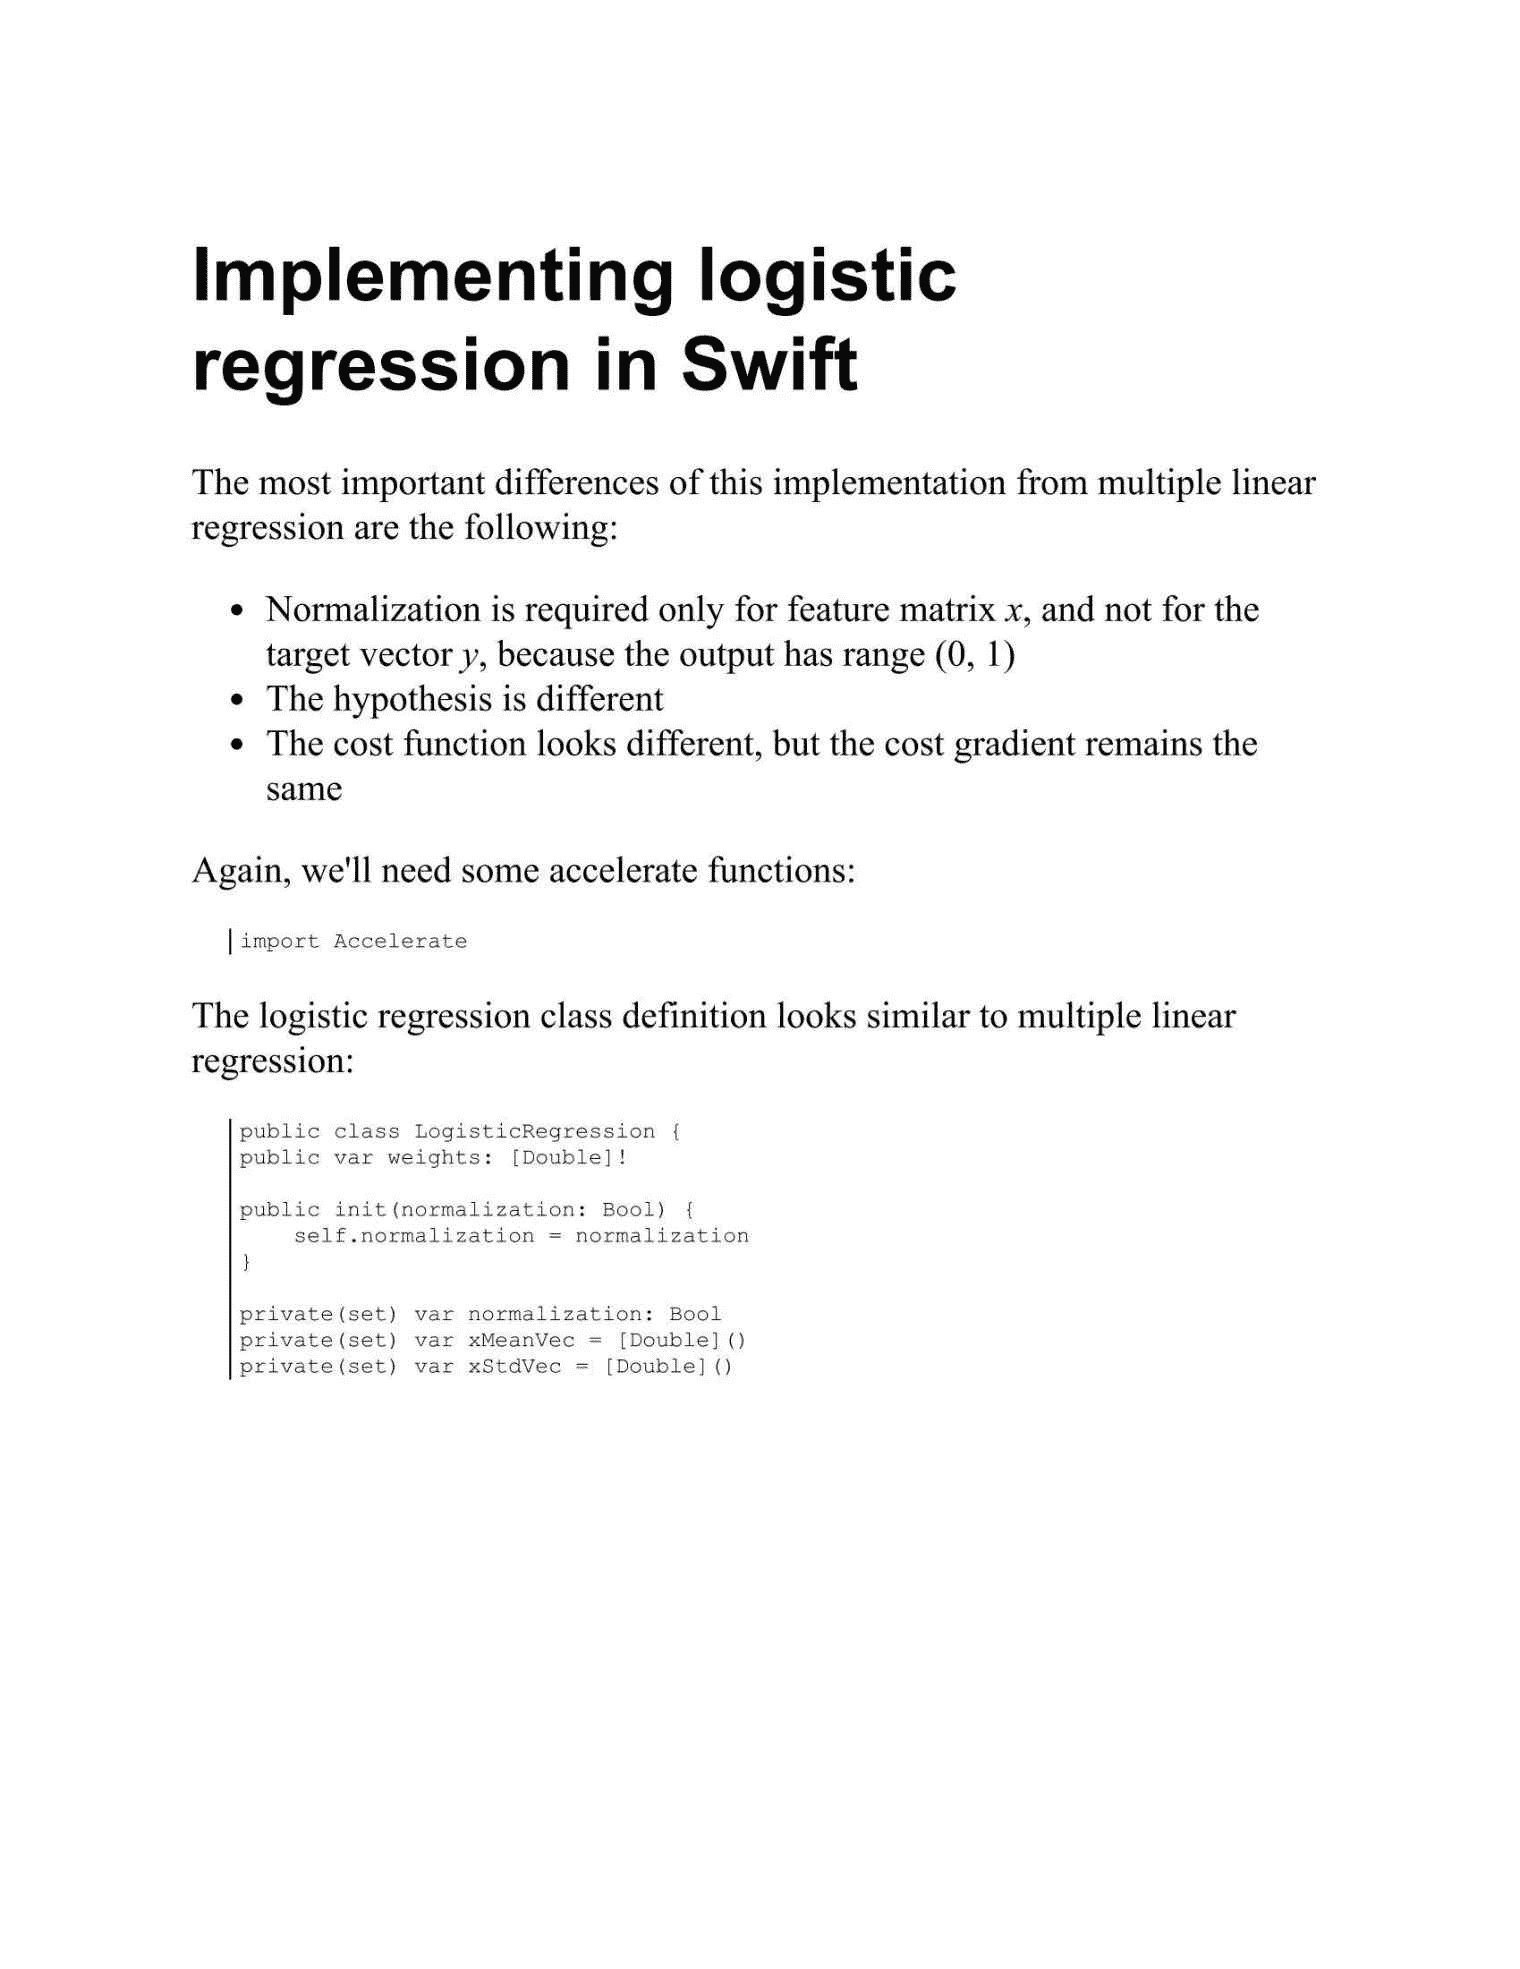 Implementing logistic
regression in Swift
The most important differences of this implementation from multiple linear
regression are the following:
• Normalization is required only for feature matrix x, and not for the
target vector y, because the output has range (0, 1)
• The hypothesis is different
• The cost function looks different, but the cost gradient remains the
same
Again, we'll need some accelerate functions:
import Accelerate
The logistic regression class definition looks similar to multiple linear
regression:
public class LogisticRegression {
public var weights: [Double]!
public init(normalization: Bool) {
    self.normalization = normalization
}
private(set) var normalization: Bool
private(set) var xMeanVec = [Double]()
private(set) var xStdVec = [Double]()